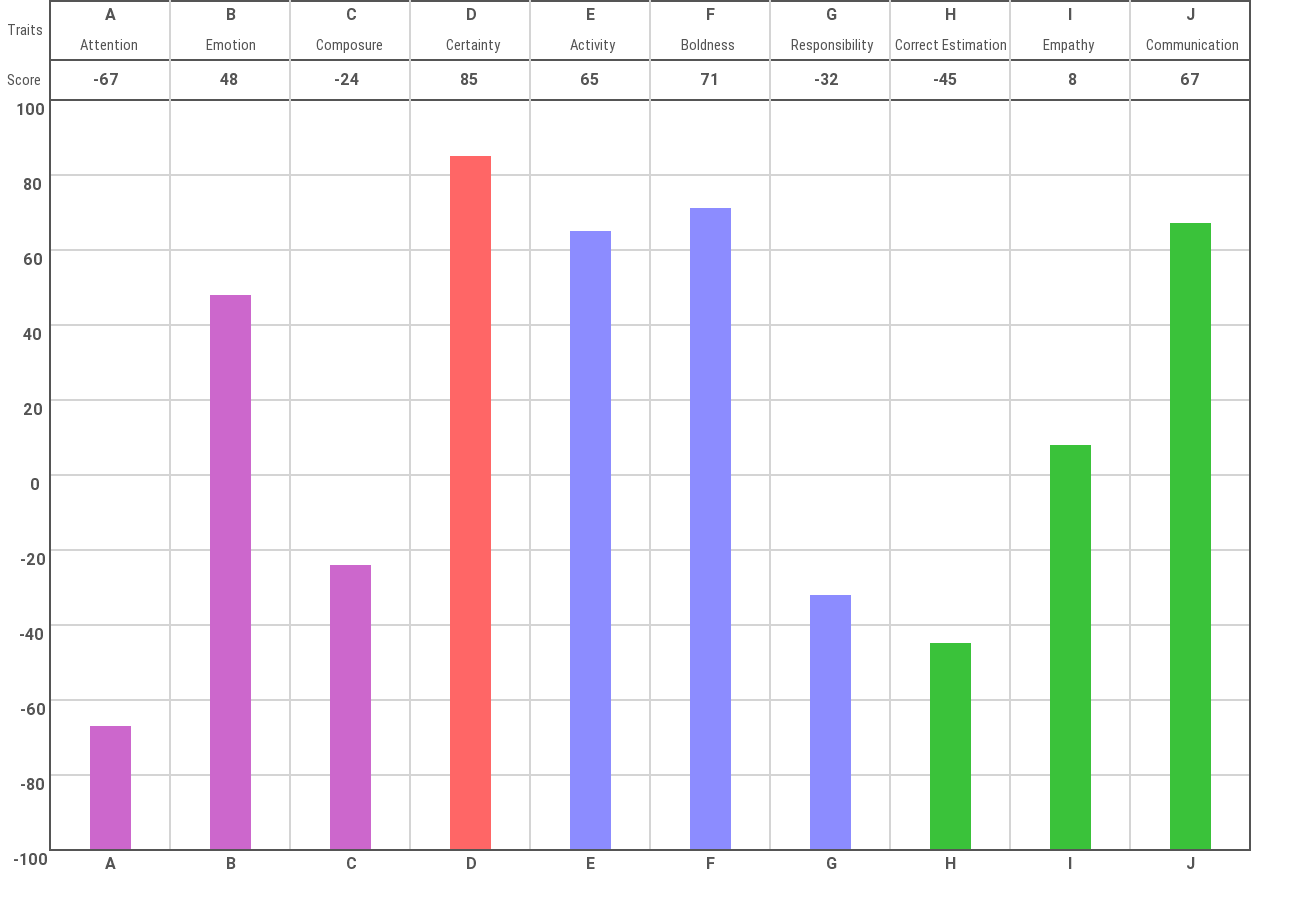 Traits
A B C D E F G H I J
Attention Emotion Composure Certainty Activity Boldness Responsibility Correct Estimation Empathy Communication
Score -67 48 -24 85 65 71 -32 -45 8 67
100
80
60
40
20
0
-20
-40
-60
-80
-100
A B C D E F G H I J